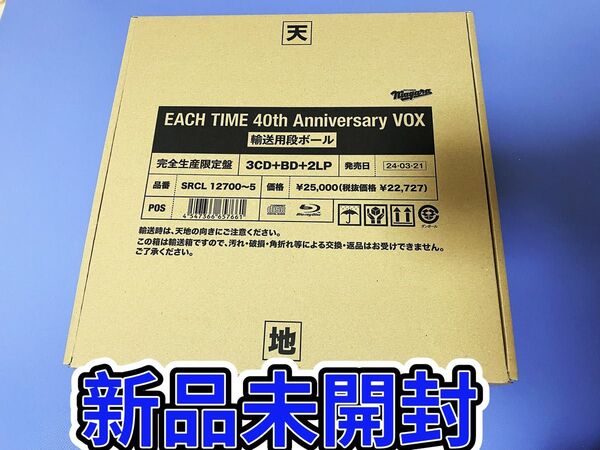 天
Niagara
EACH TIME 40th Anniversary VOX
輸送用段ボール
完全生産限定盤 3CD+BD+2LP 発売日 24-03-21
品番 SRCL 12700〜5 価格 ¥25,000(税抜価格 ¥22,727)
POS
4 547366 657661
輸送時は、天地の向きにご注意ください。
この箱は輸送箱ですので、汚れ・破損・角折れ等による交換・返品はお受けできません。
ご了承ください。
地
新品未開封